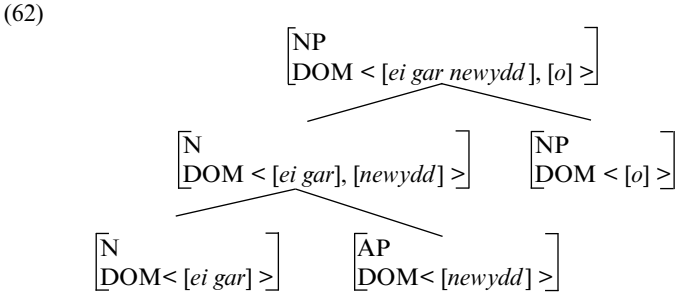 (62)
NP
DOM < [ei gar newydd], [o] >
N NP
DOM < [ei gar], [newydd] > DOM < [o] >
N AP
DOM< [ei gar] > DOM< [newydd] >